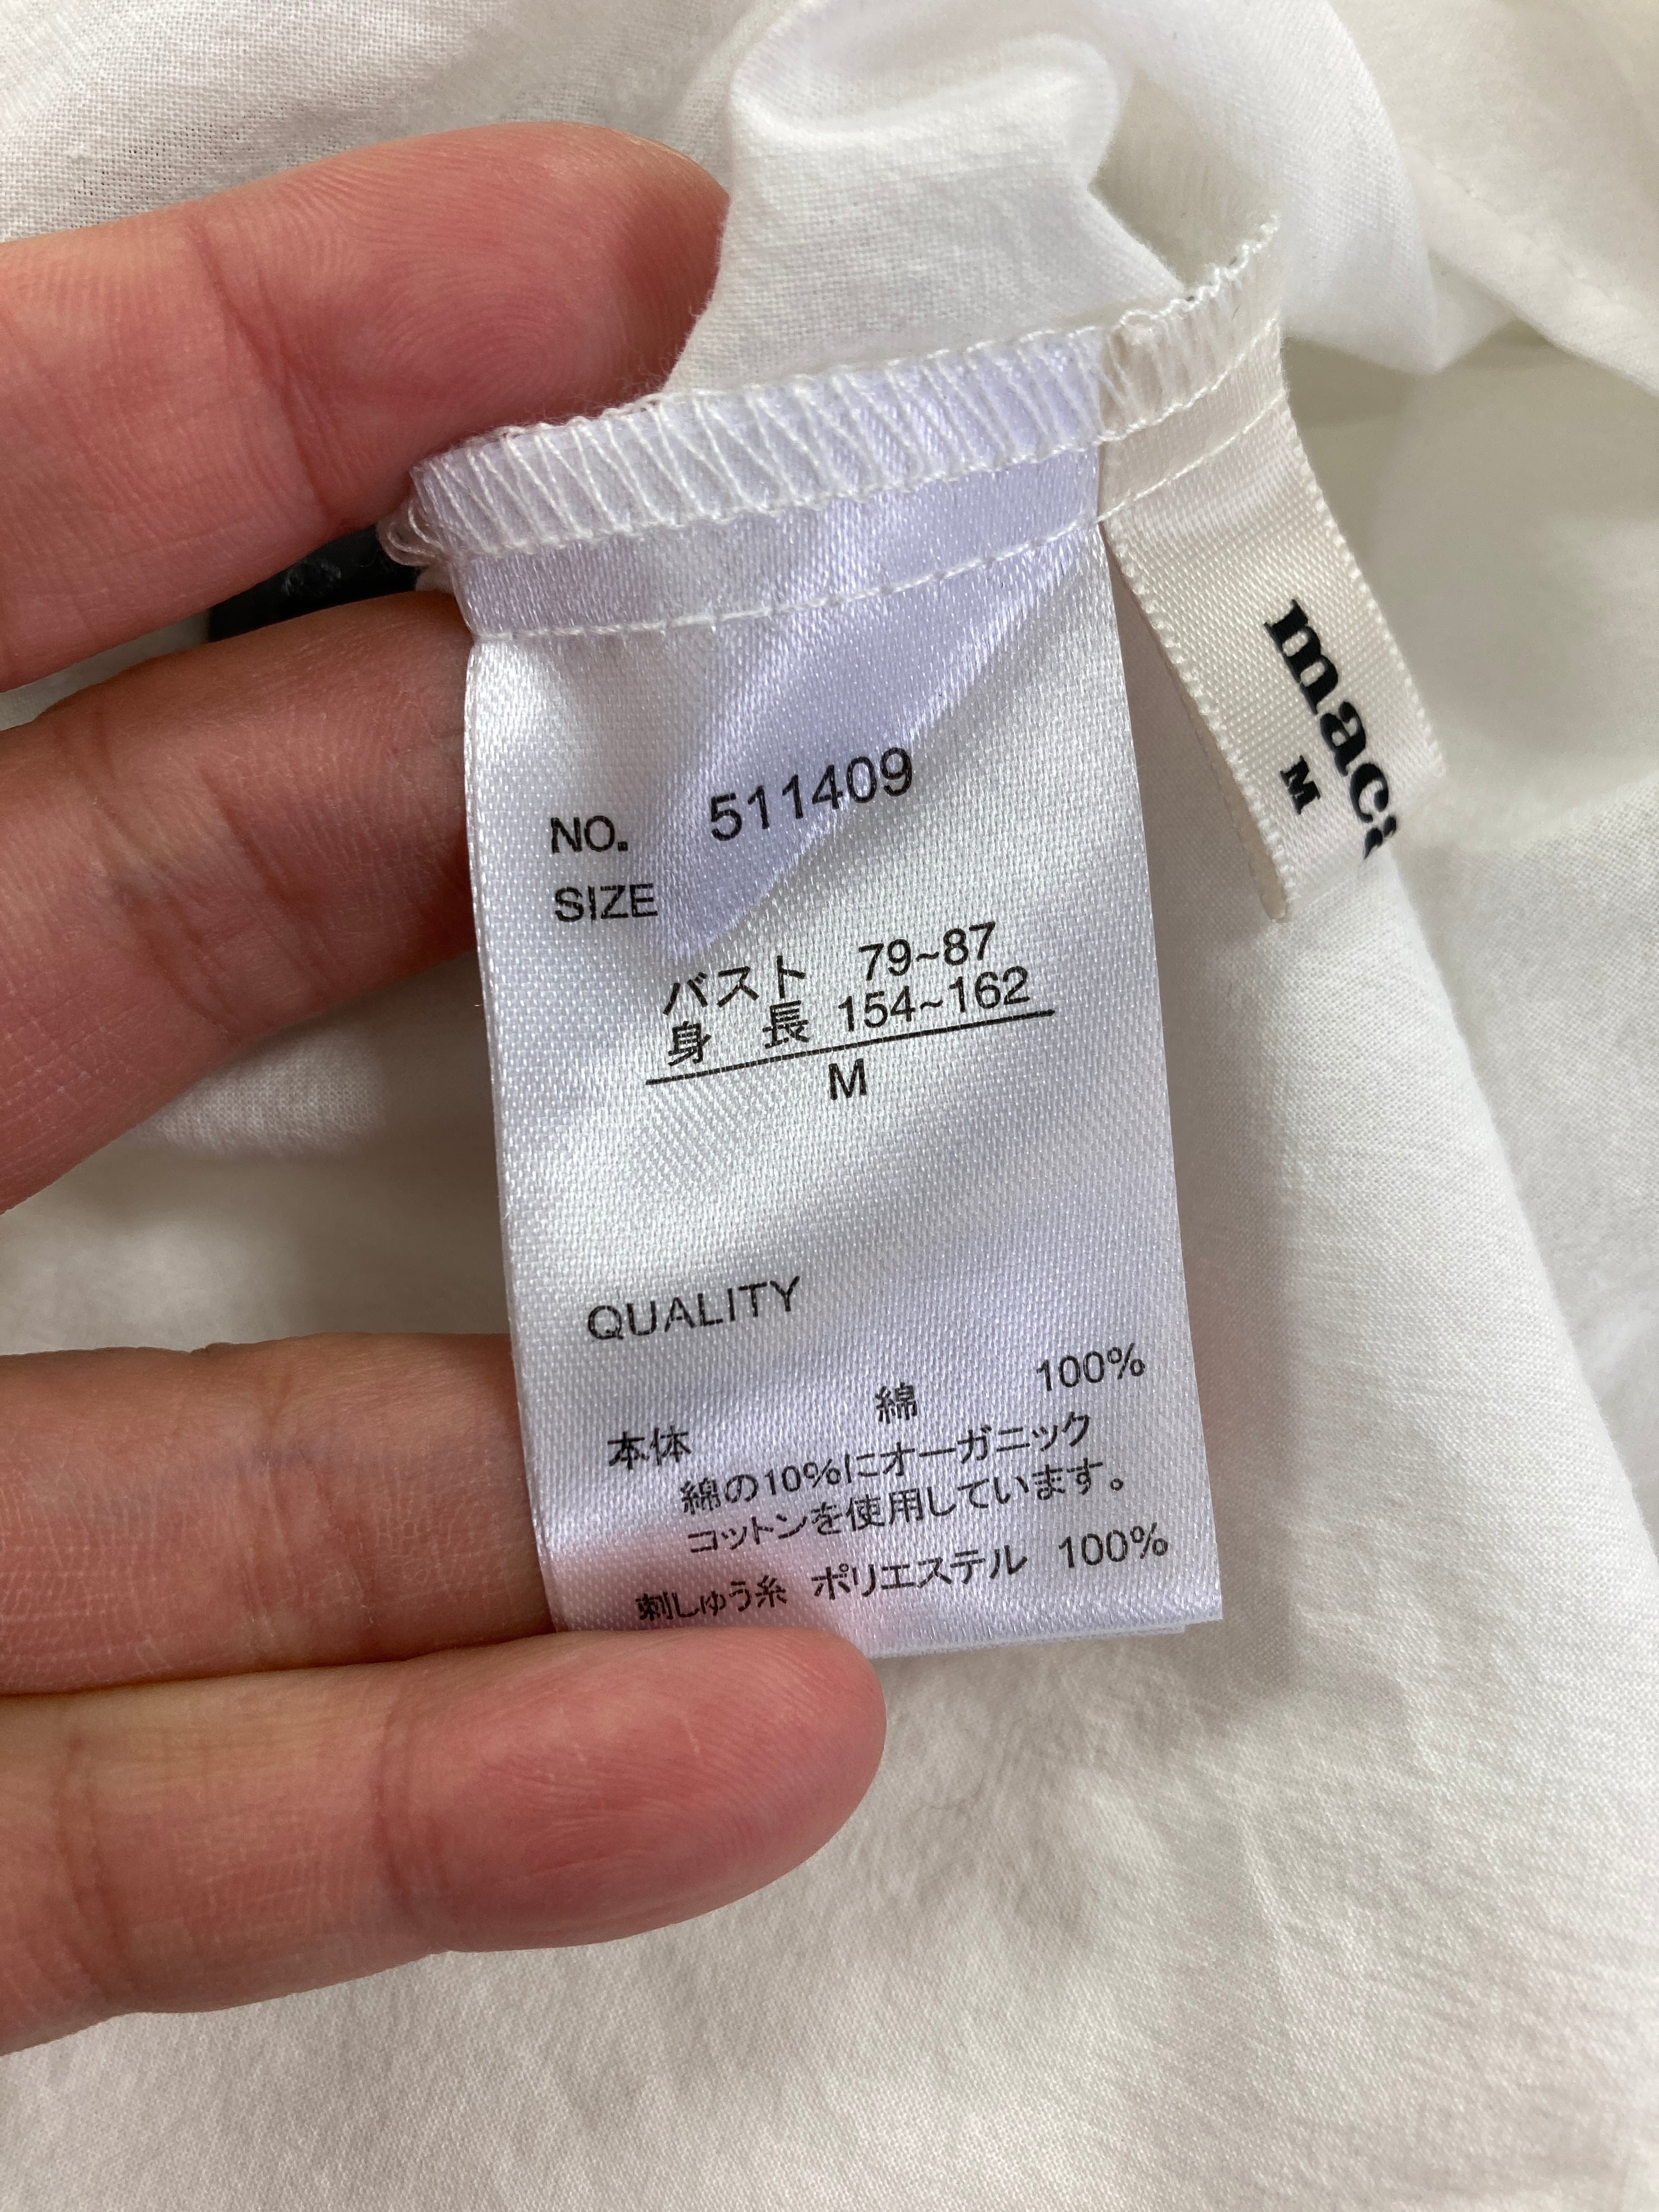 NO. 511409
SIZE
バスト 79~87
身 長 154~162
M
QUALITY
本体 綿 100%
綿の10%にオーガニック
コットンを使用しています。
刺しゅう糸 ポリエステル 100%
M